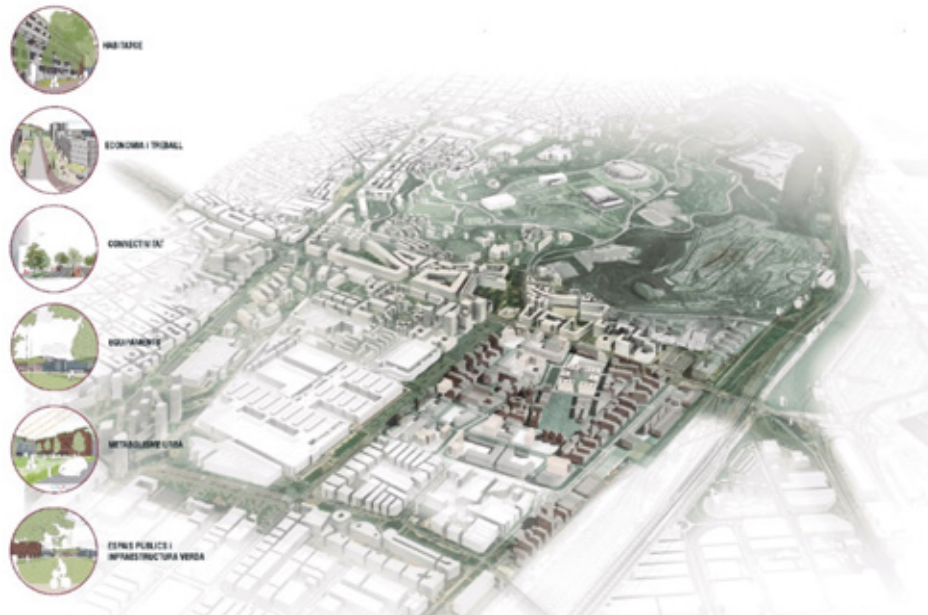 HABITATGE
ECONOMIA I TREBALL
CONNECTIVITAT
EQUIPAMENTS
METABOLISME URBÀ
ESPAIS PÚBLICS I
INFRAESTRUCTURA VERDA